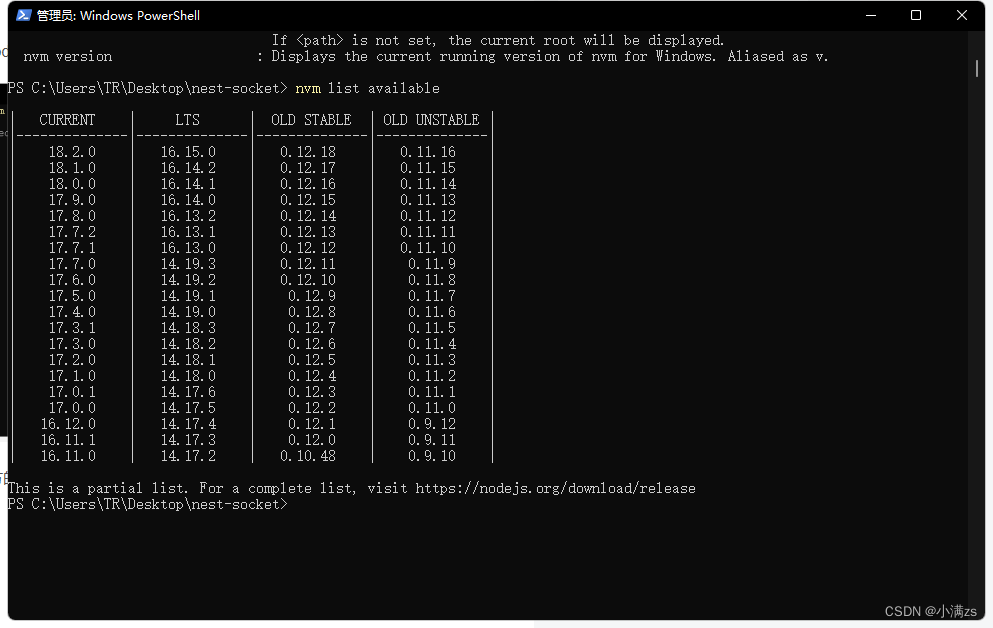 管理员: Windows PowerShell
If <path> is not set, the current root will be displayed.
nvm version : Displays the current running version of nvm for Windows. Aliased as v.
PS C:\Users\TR\Desktop\nest-socket> nvm list available
| CURRENT | LTS | OLD STABLE | OLD UNSTABLE |
|--------------|--------------|--------------|--------------|
| 18.2.0 | 16.15.0 | 0.12.18 | 0.11.16 |
| 18.1.0 | 16.14.2 | 0.12.17 | 0.11.15 |
| 18.0.0 | 16.14.1 | 0.12.16 | 0.11.14 |
| 17.9.0 | 16.14.0 | 0.12.15 | 0.11.13 |
| 17.8.0 | 16.13.2 | 0.12.14 | 0.11.12 |
| 17.7.2 | 16.13.1 | 0.12.13 | 0.11.11 |
| 17.7.1 | 16.13.0 | 0.12.12 | 0.11.10 |
| 17.7.0 | 14.19.3 | 0.12.11 | 0.11.9 |
| 17.6.0 | 14.19.2 | 0.12.10 | 0.11.8 |
| 17.5.0 | 14.19.1 | 0.12.9 | 0.11.7 |
| 17.4.0 | 14.19.0 | 0.12.8 | 0.11.6 |
| 17.3.1 | 14.18.3 | 0.12.7 | 0.11.5 |
| 17.3.0 | 14.18.2 | 0.12.6 | 0.11.4 |
| 17.2.0 | 14.18.1 | 0.12.5 | 0.11.3 |
| 17.1.0 | 14.18.0 | 0.12.4 | 0.11.2 |
| 17.0.1 | 14.17.6 | 0.12.3 | 0.11.1 |
| 17.0.0 | 14.17.5 | 0.12.2 | 0.11.0 |
| 16.12.0 | 14.17.4 | 0.12.1 | 0.9.12 |
| 16.11.1 | 14.17.3 | 0.12.0 | 0.9.11 |
| 16.11.0 | 14.17.2 | 0.10.48 | 0.9.10 |
This is a partial list. For a complete list, visit https://nodejs.org/download/release
PS C:\Users\TR\Desktop\nest-socket>
CSDN @小满zs